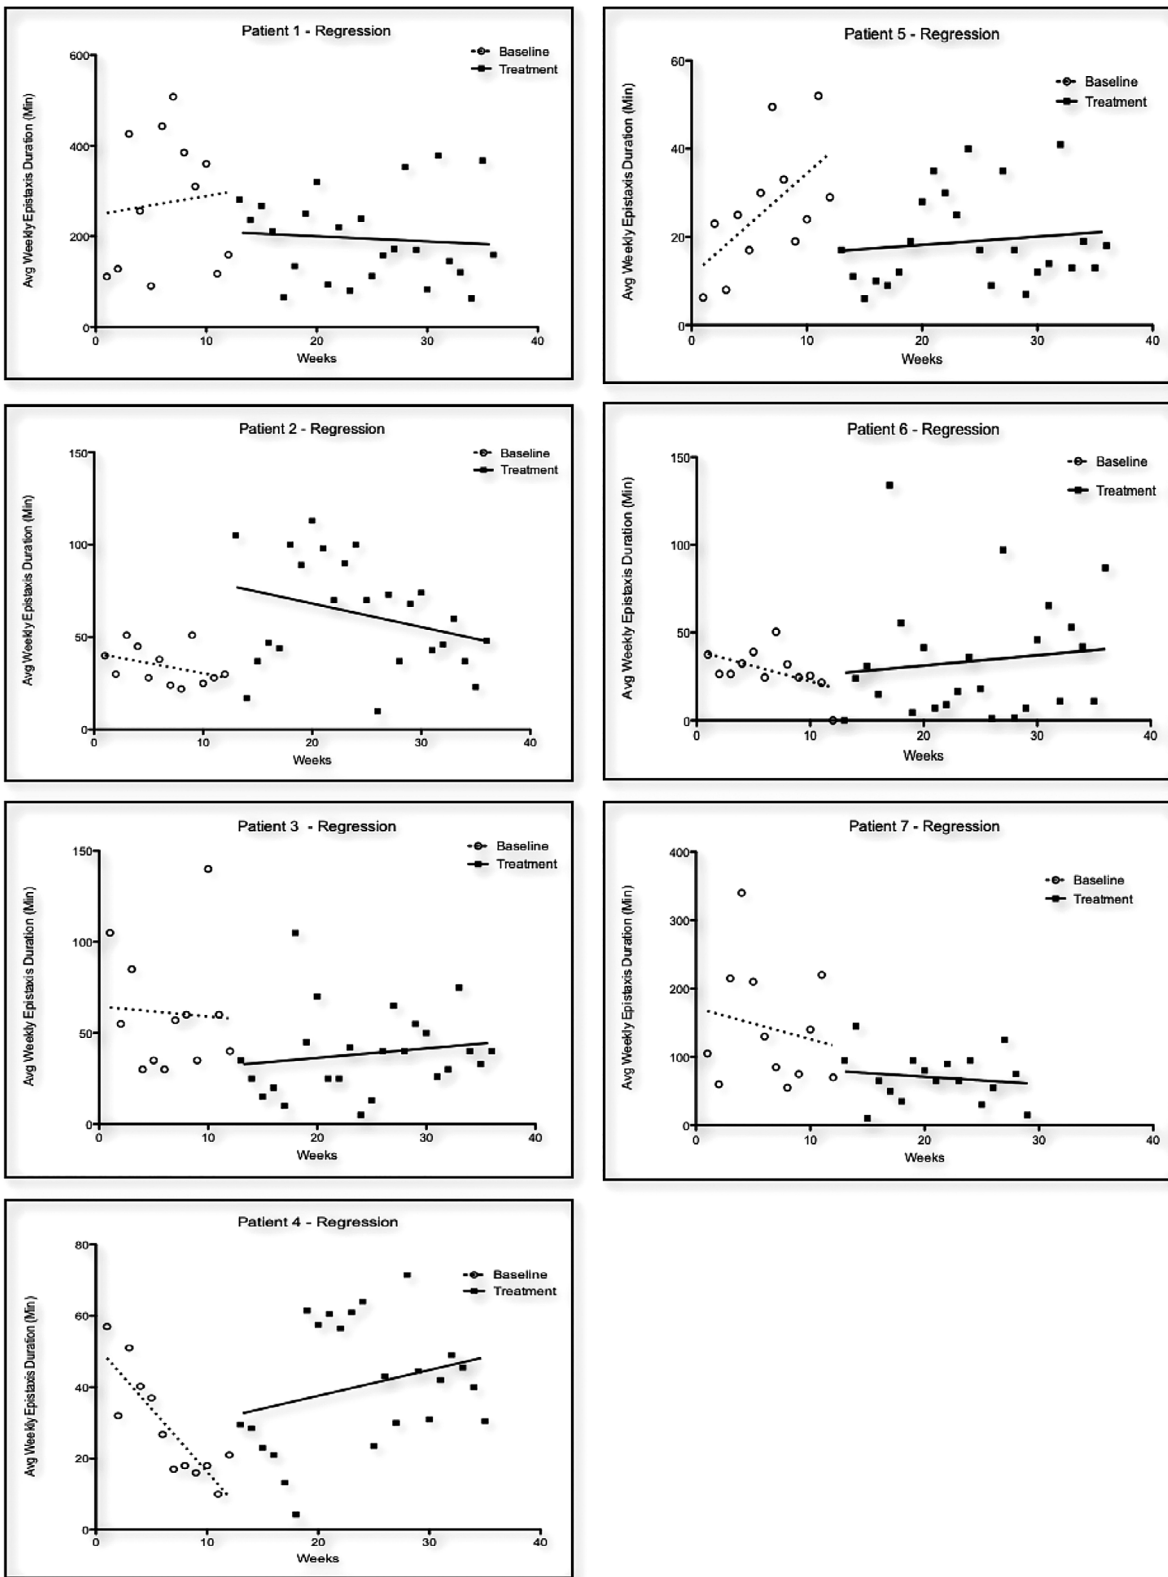 Patient 1 - Regression
Baseline
Treatment
Avg Weekly Epistaxis Duration (Min)
600
400
200
0
0 10 20 30 40
Weeks
Patient 5 - Regression
Baseline
Treatment
Avg Weekly Epistaxis Duration (Min)
60
40
20
0
0 10 20 30 40
Weeks
Patient 2 - Regression
Baseline
Treatment
Avg Weekly Epistaxis Duration (Min)
150
100
50
0
0 10 20 30 40
Weeks
Patient 6 - Regression
Baseline
Treatment
Avg Weekly Epistaxis Duration (Min)
150
100
50
0
0 10 20 30 40
Weeks
Patient 3 - Regression
Baseline
Treatment
Avg Weekly Epistaxis Duration (Min)
150
100
50
0
0 10 20 30 40
Weeks
Patient 7 - Regression
Baseline
Treatment
Avg Weekly Epistaxis Duration (Min)
400
300
200
100
0
0 10 20 30 40
Weeks
Patient 4 - Regression
Baseline
Treatment
Avg Weekly Epistaxis Duration (Min)
80
60
40
20
0
0 10 20 30 40
Weeks